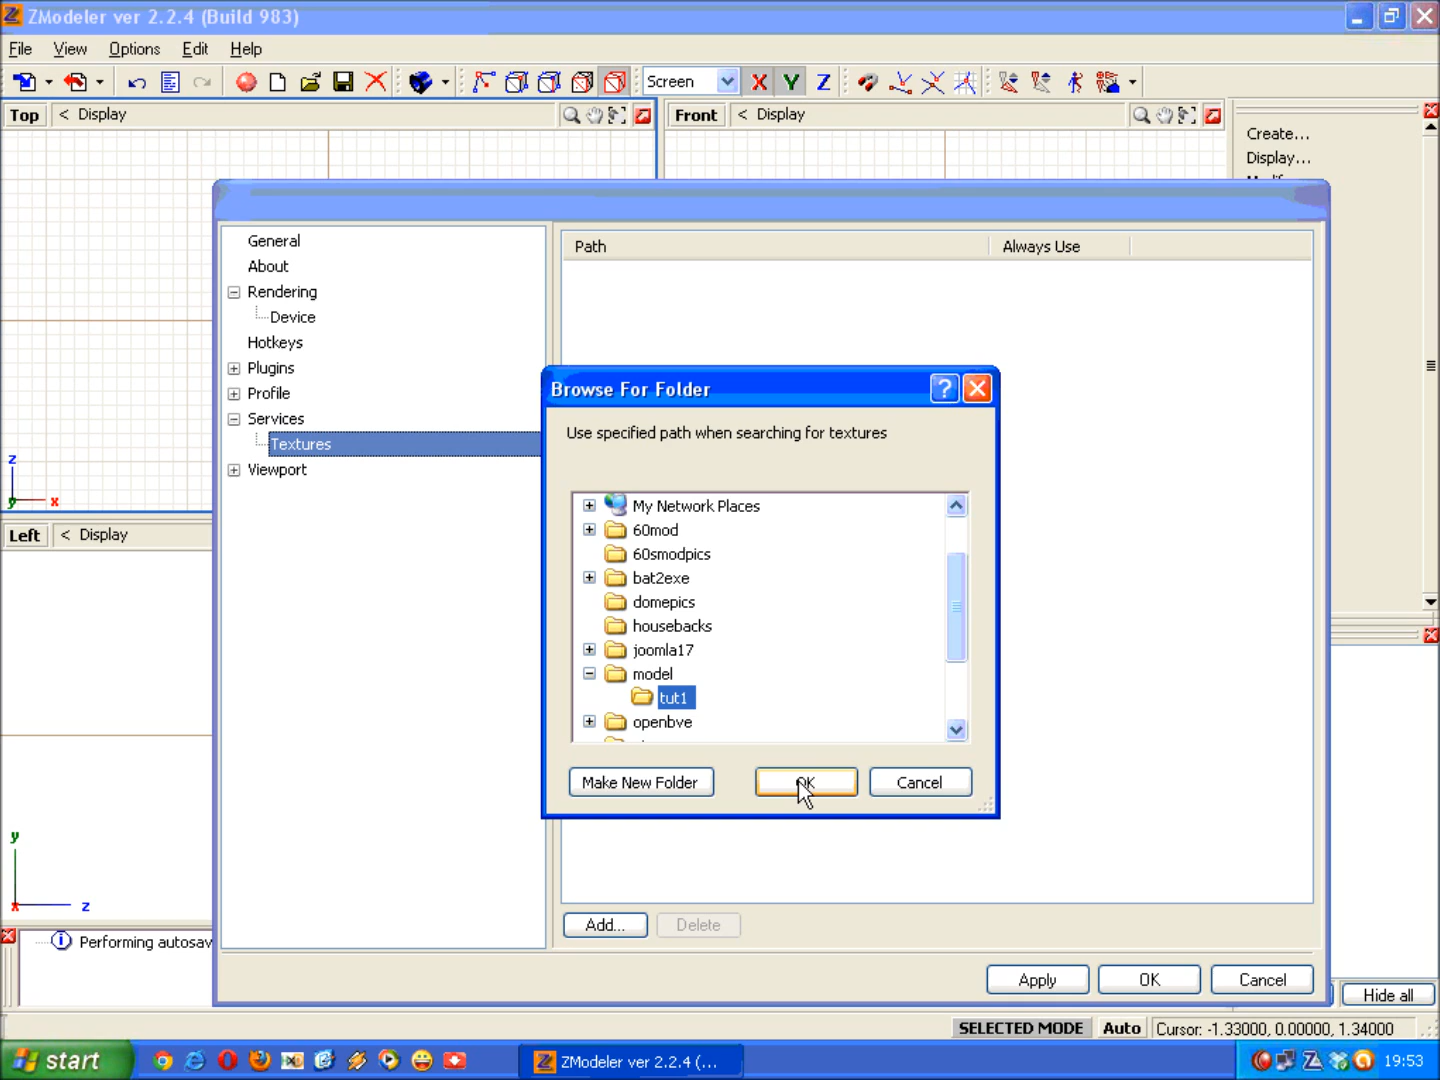 ZModeler ver 2.2.4 (Build 983)
File View Options Edit Help
Screen X Y Z
Top < Display
Front < Display
Create...
Display...
General
About
Rendering
Device
Hotkeys
Plugins
Profile
Services
Textures
Viewport
Path Always Use
Browse For Folder
Use specified path when searching for textures
My Network Places
60mod
60smodpics
bat2exe
domepics
housebacks
joomla17
model
tut1
openbve
Make New Folder OK Cancel
z
y x
Left < Display
y
x z
Performing autosav
Add... Delete
Apply OK Cancel
Hide all
SELECTED MODE Auto Cursor: -1.33000, 0.00000, 1.34000
start
ZModeler ver 2.2.4 (...
19:53